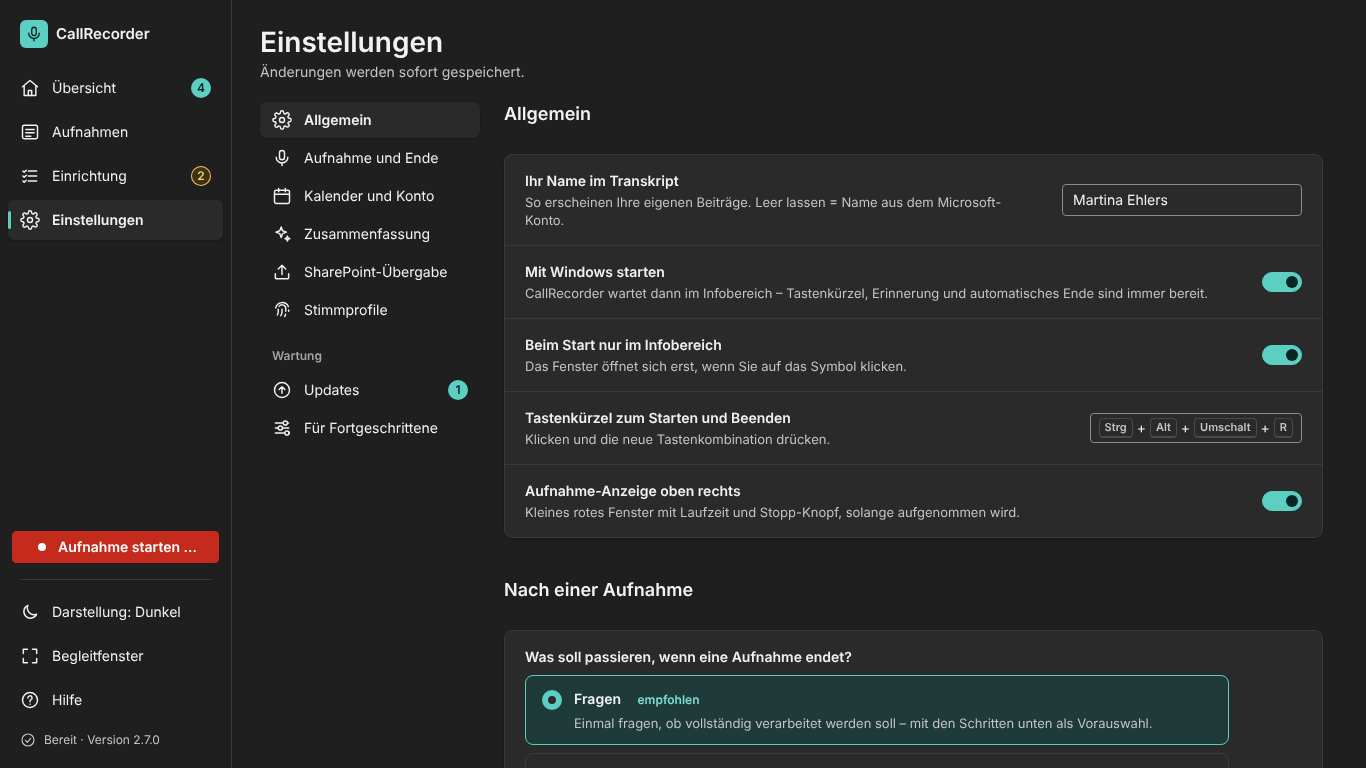 CallRecorder
Übersicht
4
Aufnahmen
Einrichtung
2
Einstellungen
Aufnahme starten ...
Darstellung: Dunkel
Begleitfenster
Hilfe
Bereit · Version 2.7.0
Einstellungen
Änderungen werden sofort gespeichert.
Allgemein
Aufnahme und Ende
Kalender und Konto
Zusammenfassung
SharePoint-Übergabe
Stimmprofile
Wartung
Updates
1
Für Fortgeschrittene
Allgemein
Ihr Name im Transkript
So erscheinen Ihre eigenen Beiträge. Leer lassen = Name aus dem Microsoft-
Konto.
Martina Ehlers
Mit Windows starten
CallRecorder wartet dann im Infobereich – Tastenkürzel, Erinnerung und automatisches Ende sind immer bereit.
Beim Start nur im Infobereich
Das Fenster öffnet sich erst, wenn Sie auf das Symbol klicken.
Tastenkürzel zum Starten und Beenden
Klicken und die neue Tastenkombination drücken.
Strg + Alt + Umschalt + R
Aufnahme-Anzeige oben rechts
Kleines rotes Fenster mit Laufzeit und Stopp-Knopf, solange aufgenommen wird.
Nach einer Aufnahme
Was soll passieren, wenn eine Aufnahme endet?
Fragen empfohlen
Einmal fragen, ob vollständig verarbeitet werden soll – mit den Schritten unten als Vorauswahl.